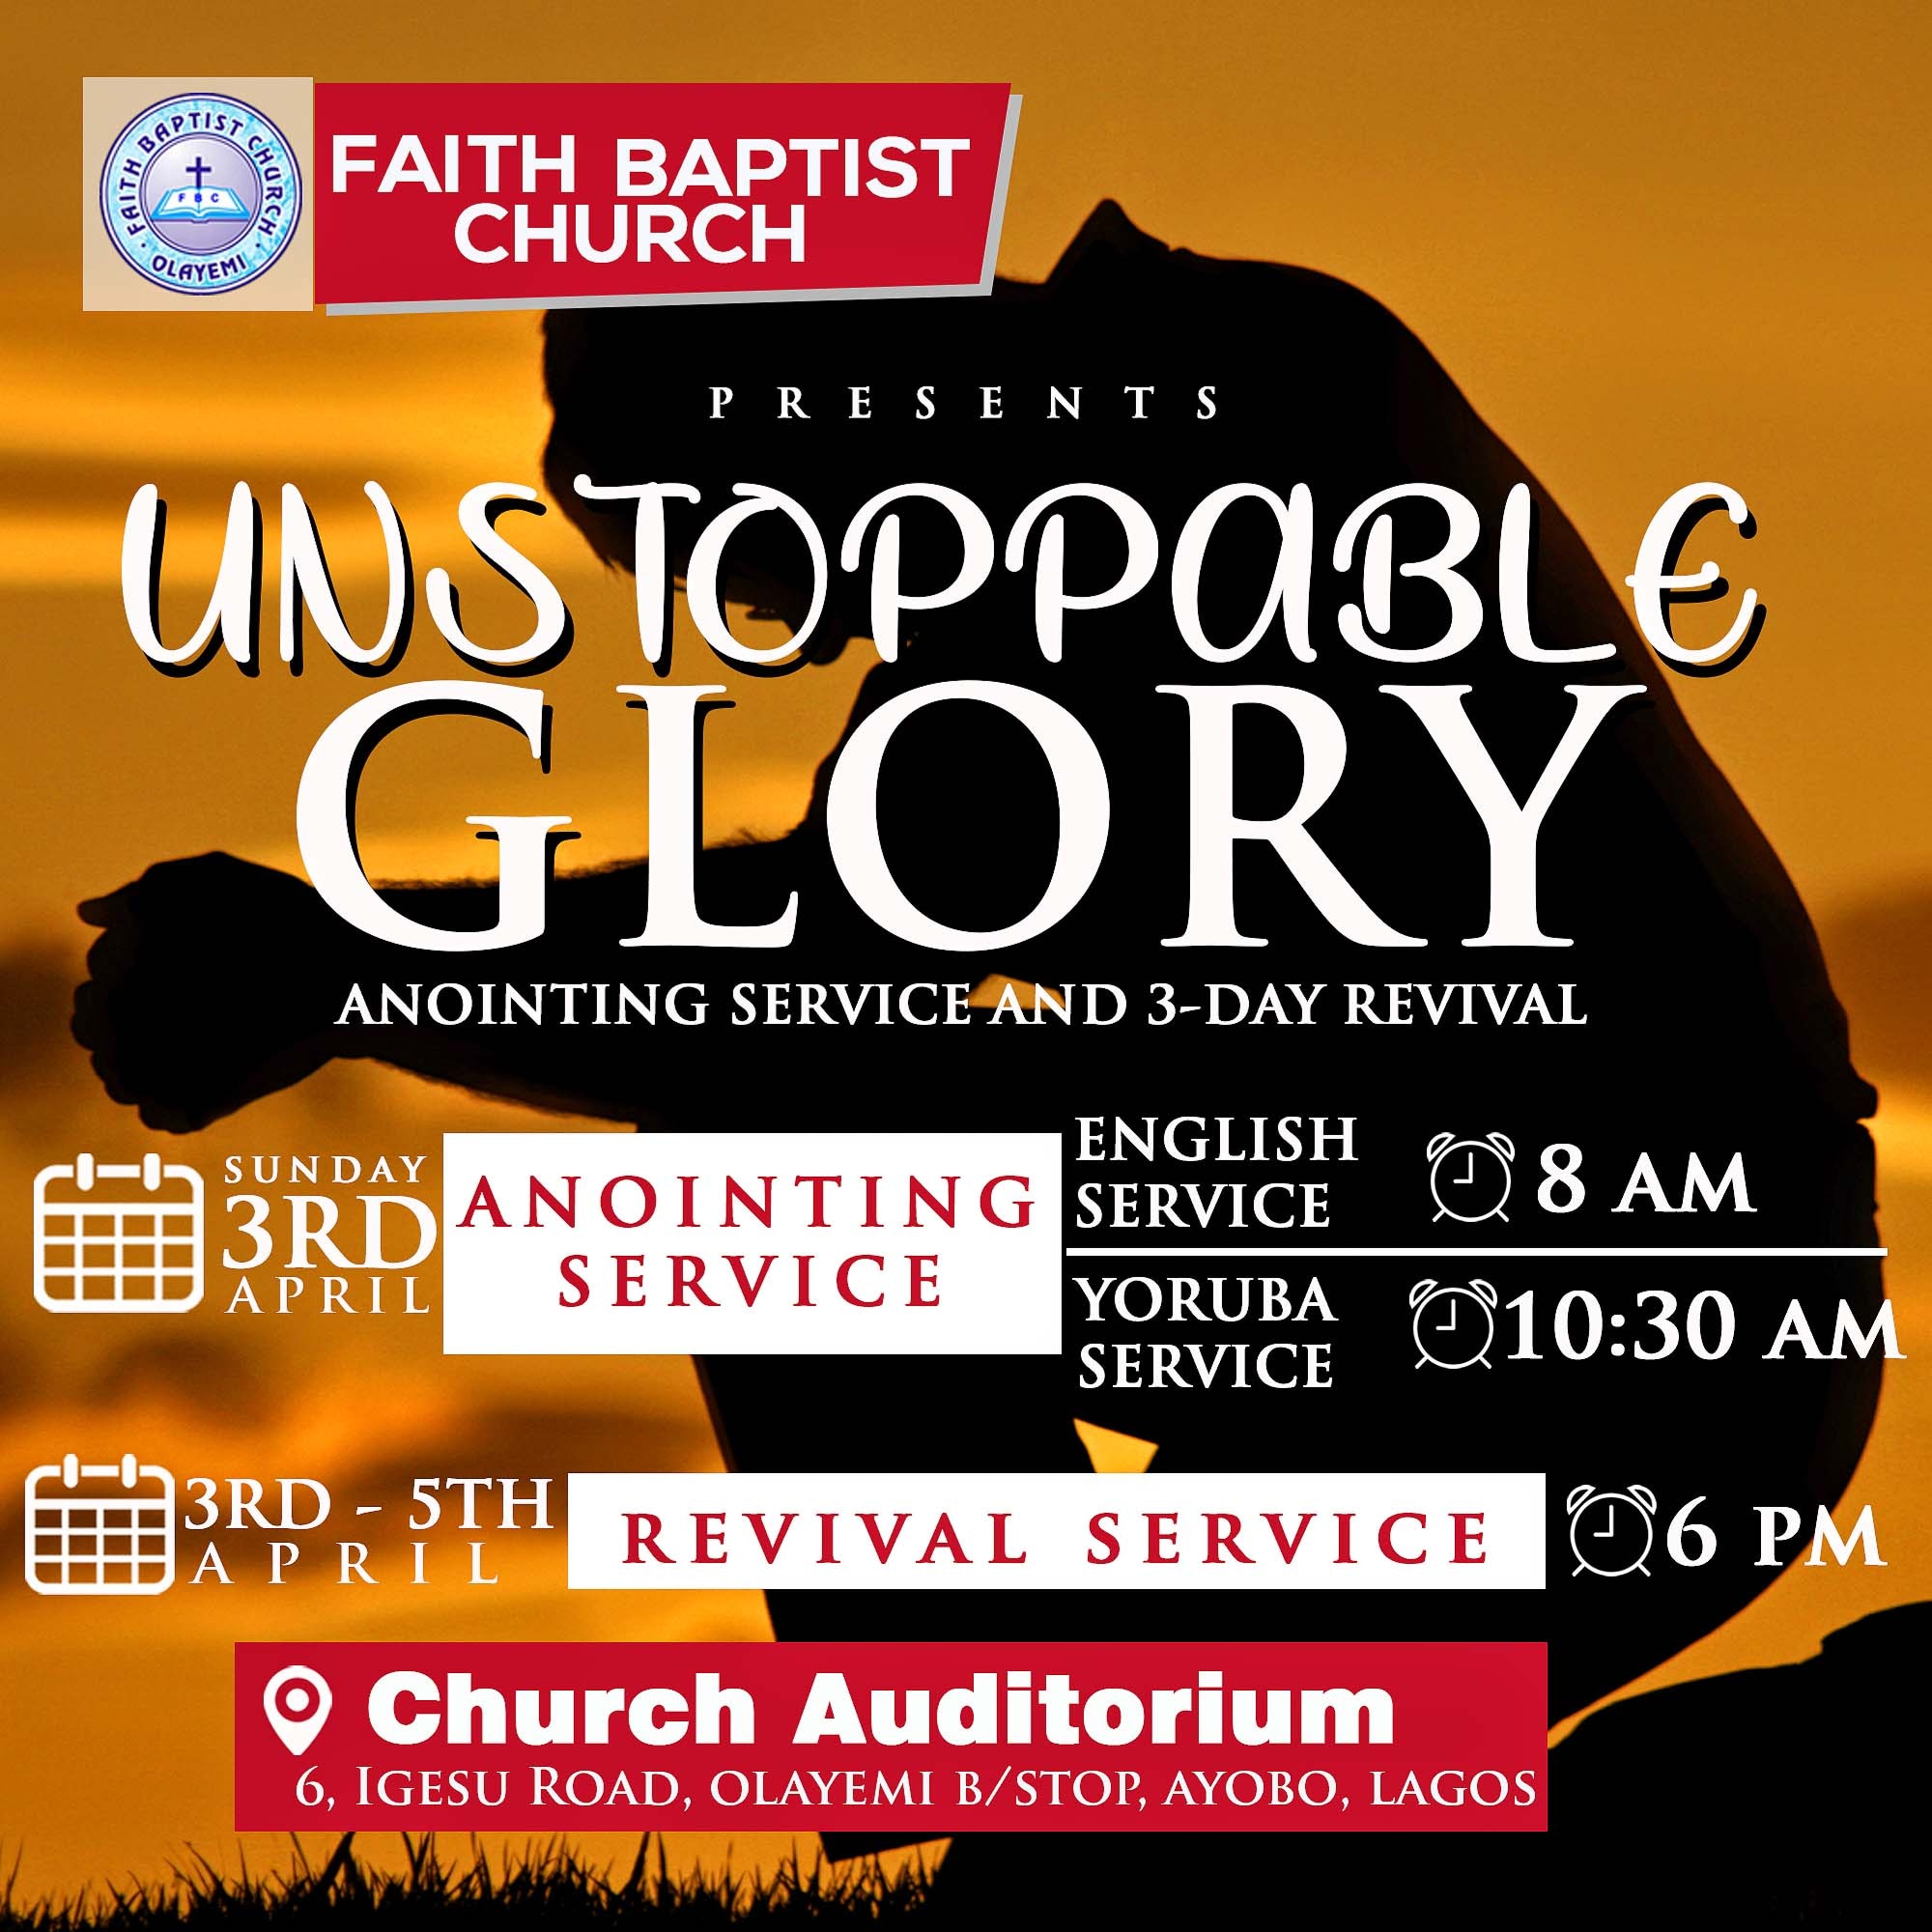 FAITH BAPTIST CHURCH
OLAYEMI
F B C
FAITH BAPTIST
CHURCH
PRESENTS
UNSTOPPABLE
GLORY
ANOINTING SERVICE AND 3-DAY REVIVAL
SUNDAY
3RD
APRIL
ANOINTING
SERVICE
ENGLISH
SERVICE
8 AM
YORUBA
SERVICE
10:30 AM
3RD - 5TH
APRIL
REVIVAL SERVICE
6 PM
Church Auditorium
6, IGESU ROAD, OLAYEMI B/STOP, AYOBO, LAGOS